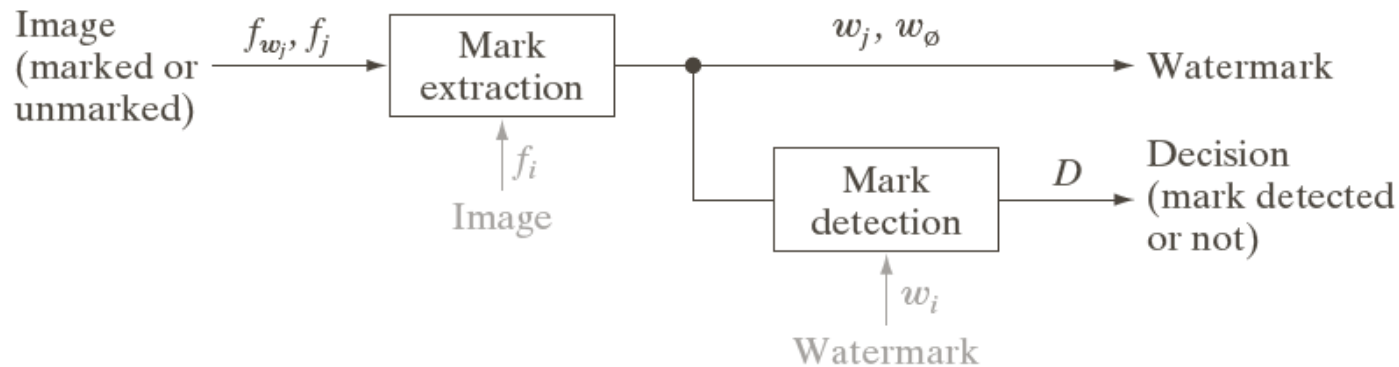 Image
(marked or
unmarked)
f_{w_j}, f_j
Mark
extraction
f_i
Image
w_j, w_ø
Watermark
Mark
detection
w_i
Watermark
D
Decision
(mark detected
or not)